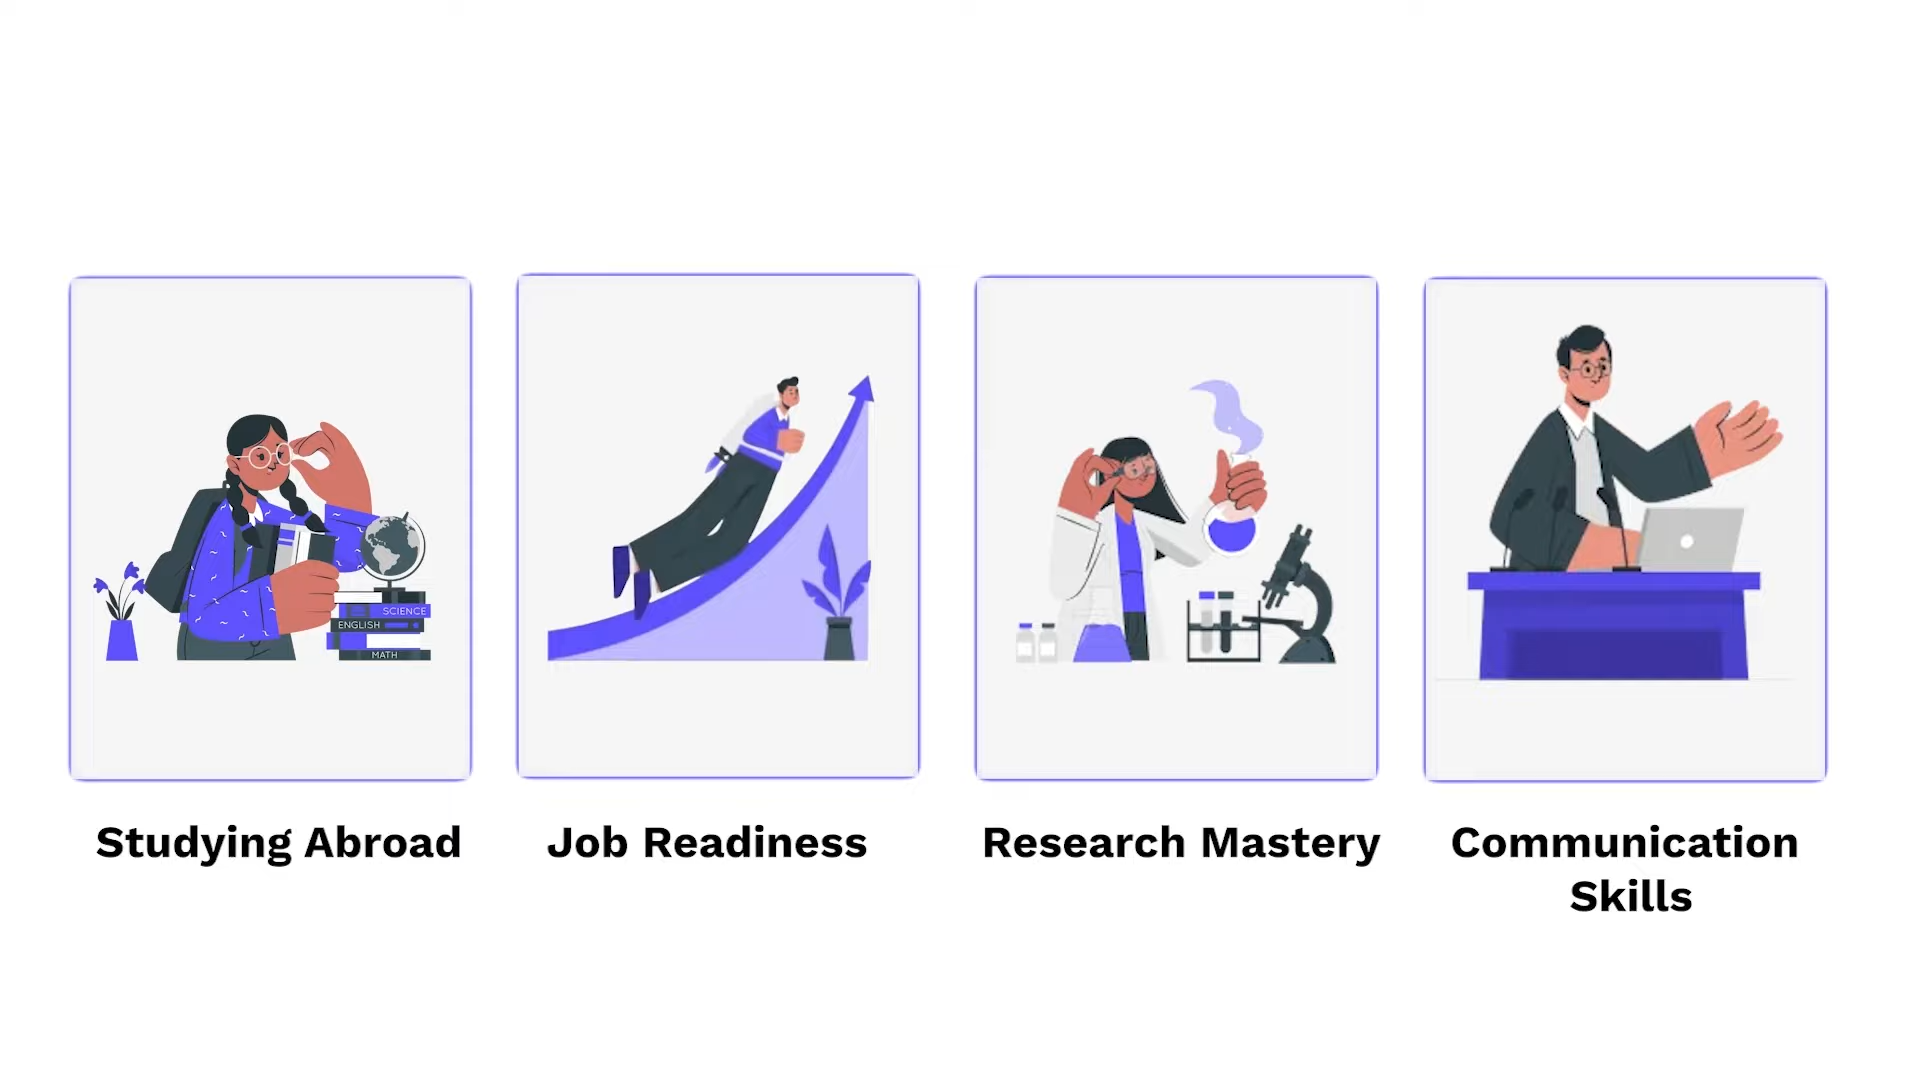 SCIENCE
ENGLISH
MATH
Studying Abroad
Job Readiness
Research Mastery
Communication
Skills